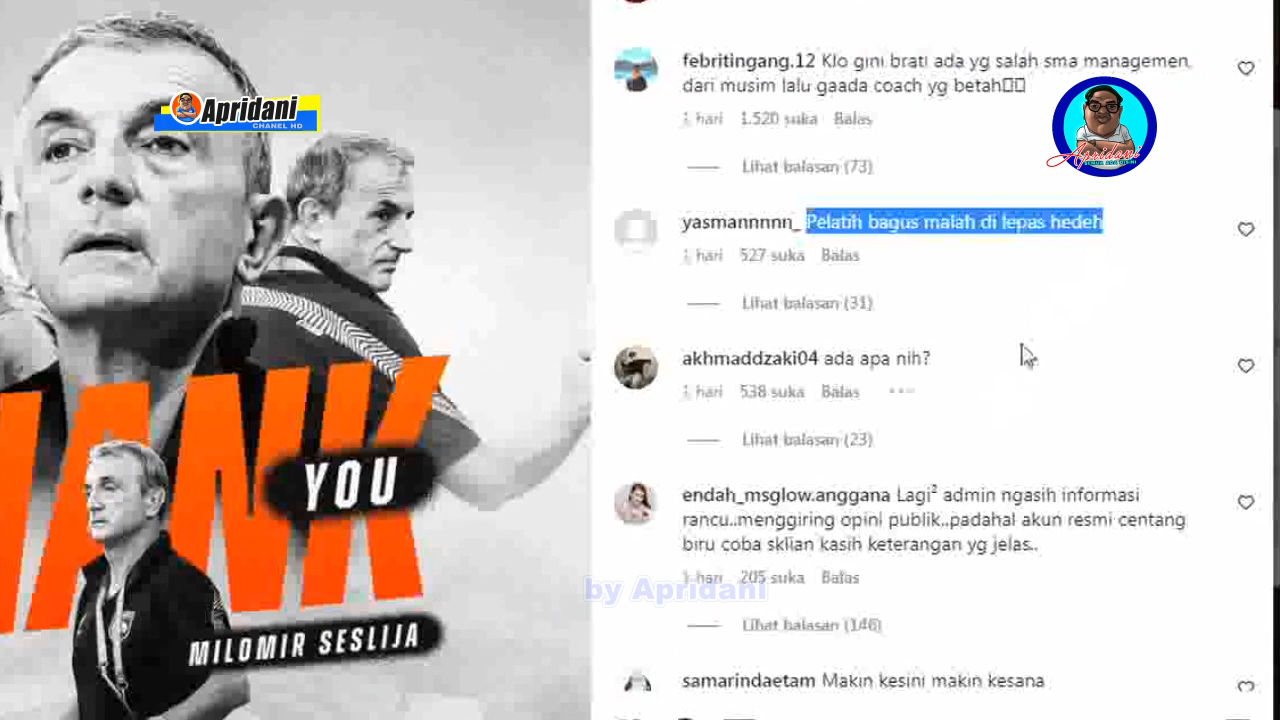 Apridani
CHANEL HD
HANK
YOU
MILOMIR SESLIJA
febritingang.12 Klo gini brati ada yg salah sma managemen,
dari musim lalu gaada coach yg betah
1 hari 1.520 suka Balas
Lihat balasan (73)
Apridani
yasmannnnn_ Pelatih bagus malah di lepas hedeh
1 hari 527 suka Balas
Lihat balasan (31)
akhmaddzaki04 ada apa nih?
1 hari 538 suka Balas
Lihat balasan (23)
endah_msglow.anggana Lagi² admin ngasih informasi
rancu..menggiring opini publik..padahal akun resmi centang
biru coba sklian kasih keterangan yg jelas..
1 hari 205 suka Balas
by Apridani
Lihat balasan (146)
samarindaetam Makin kesini makin kesana